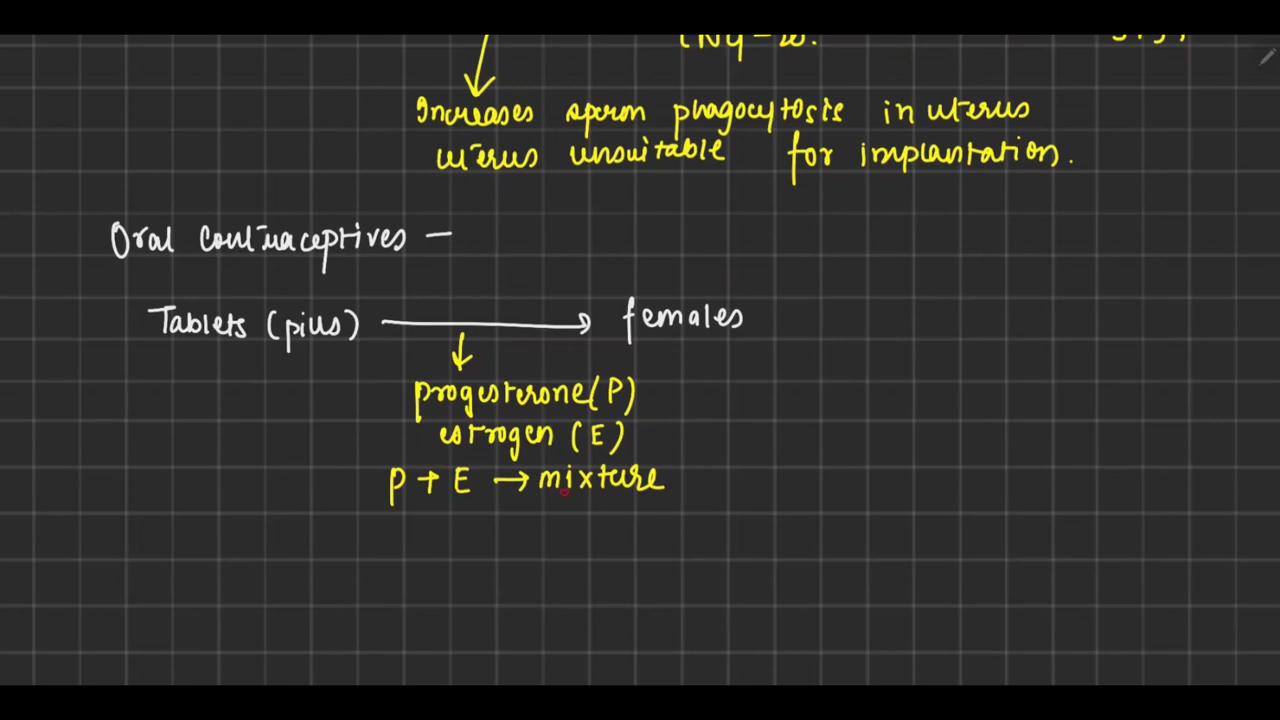 Increases sperm phagocytosis in uterus
uterus unsuitable for implantation.
Oral contraceptives -
Tablets (pills) → females
↓
progesterone (P)
estrogen (E)
P + E → mixture